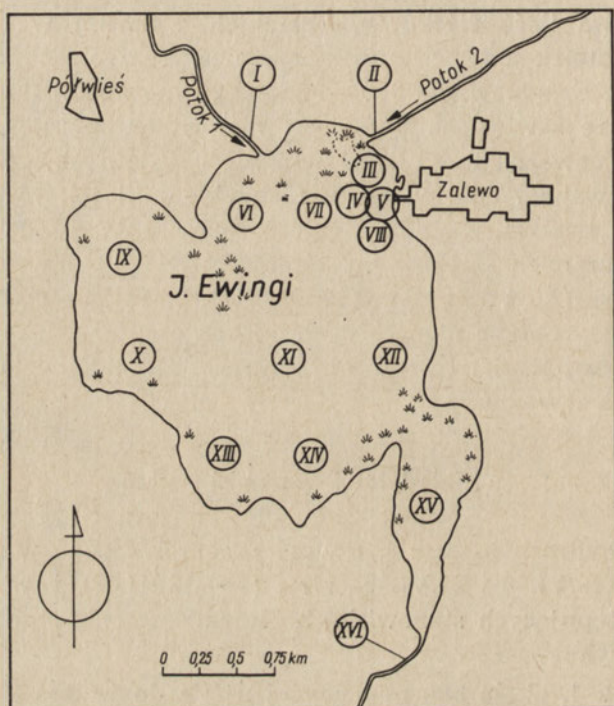 Półwieś
Potok 1
I
II
Potok 2
III
Zalewo
IV
V
VI
VII
VIII
IX
J. Ewingi
X
XI
XII
XIII
XIV
XV
XVI
0 0,25 0,5 0,75 km